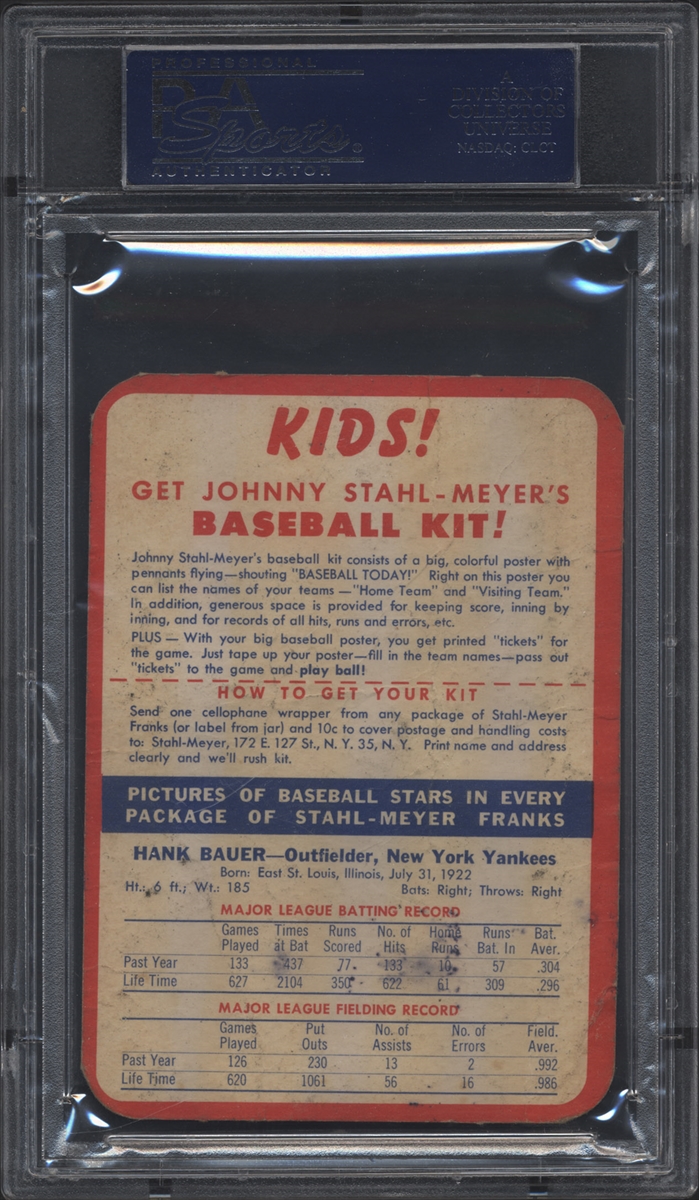 PROFESSIONAL
PSA
Sports.
AUTHENTICATOR
A
DIVISION OF
COLLECTORS
UNIVERSE
NASDAQ: CLCT
KIDS!
GET JOHNNY STAHL-MEYER'S
BASEBALL KIT!
Johnny Stahl-Meyer's baseball kit consists of a big, colorful poster with
pennants flying—shouting "BASEBALL TODAY!" Right on this poster you
can list the names of your teams —"Home Team" and "Visiting Team."
In addition, generous space is provided for keeping score, inning by
inning, and for records of all hits, runs and errors, etc.
PLUS — With your big baseball poster, you get printed "tickets" for
the game. Just tape up your poster—fill in the team names—pass out
"tickets" to the game and play ball!
HOW TO GET YOUR KIT
Send one cellophane wrapper from any package of Stahl-Meyer
Franks (or label from jar) and 10c to cover postage and handling costs
to: Stahl-Meyer, 172 E. 127 St., N. Y. 35, N. Y. Print name and address
clearly and we'll rush kit.
PICTURES OF BASEBALL STARS IN EVERY
PACKAGE OF STAHL-MEYER FRANKS
HANK BAUER—Outfielder, New York Yankees
Born: East St. Louis, Illinois, July 31, 1922
Ht.: 6 ft.; Wt.: 185 Bats: Right; Throws: Right
MAJOR LEAGUE BATTING RECORD
Games Times Runs No. of Home Runs Bat.
Played at Bat Scored Hits Runs Bat. In Aver.
Past Year 133 437 77 133 10 57 .304
Life Time 627 2104 350 622 61 309 .296
MAJOR LEAGUE FIELDING RECORD
Games Put No. of No. of Field.
Played Outs Assists Errors Aver.
Past Year 126 230 13 2 .992
Life Time 620 1061 56 16 .986